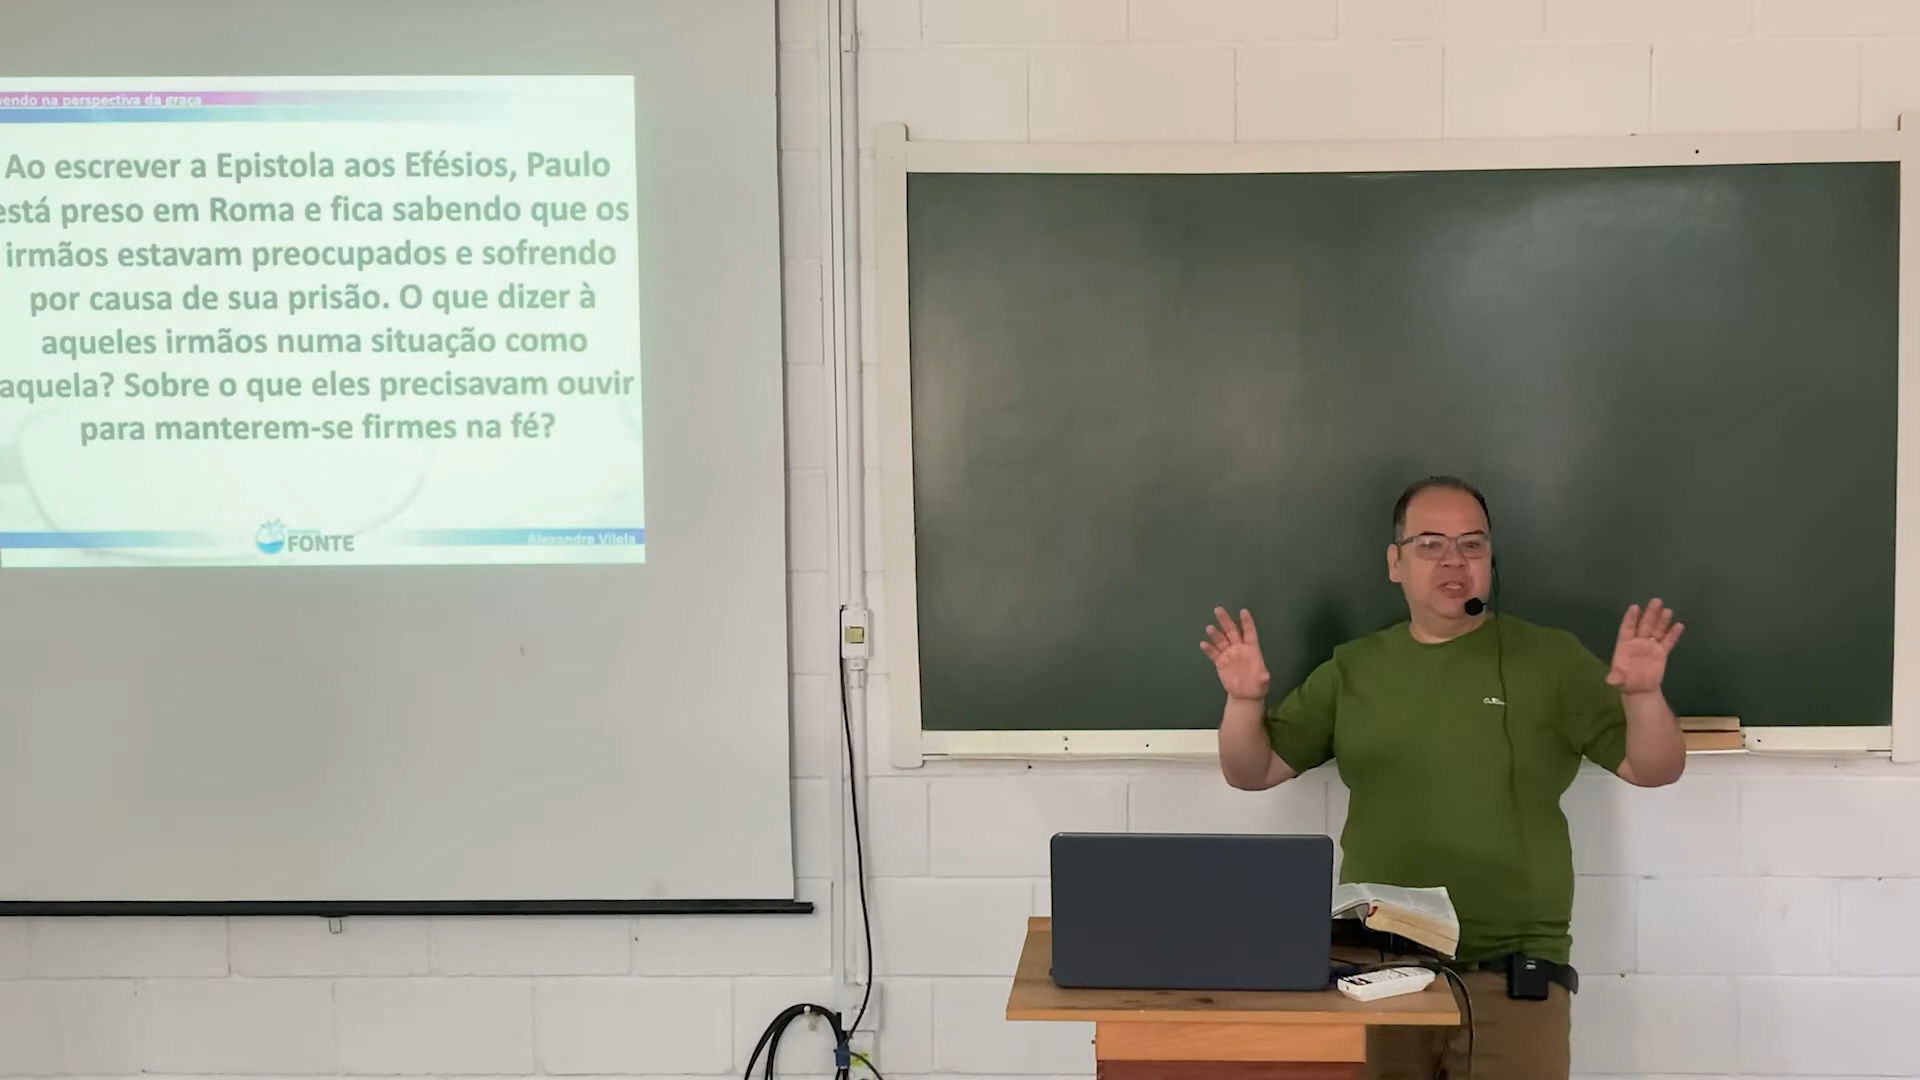 endo na perspectiva da graça
Ao escrever a Epistola aos Efésios, Paulo
está preso em Roma e fica sabendo que os
irmãos estavam preocupados e sofrendo
por causa de sua prisão. O que dizer à
aqueles irmãos numa situação como
aquela? Sobre o que eles precisavam ouvir
para manterem-se firmes na fé?
FONTE
Alexandre Vilela